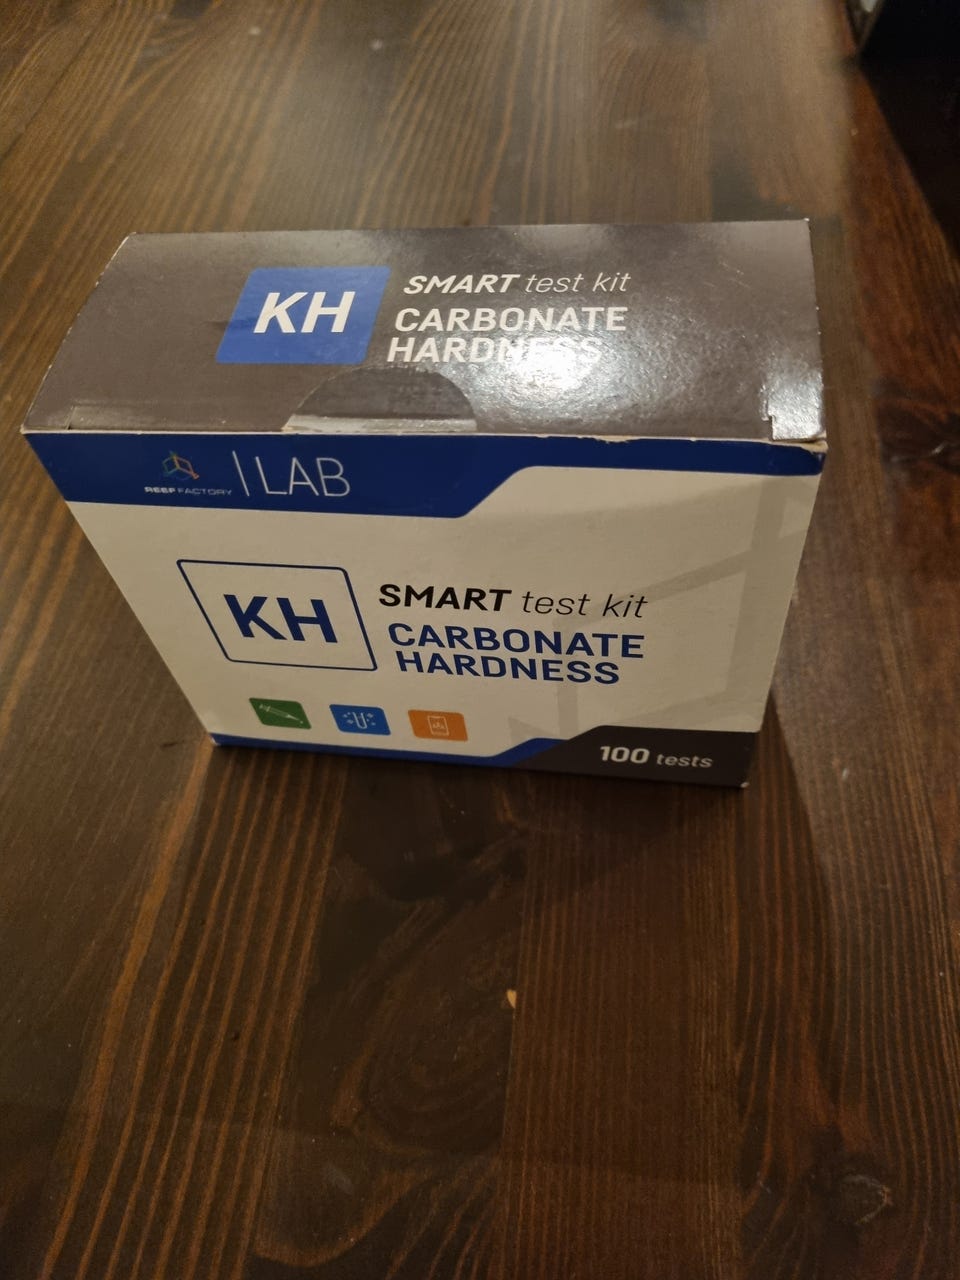 KH
SMART test kit
CARBONATE
HARDNESS
REEF FACTORY | LAB
KH
SMART test kit
CARBONATE
HARDNESS
100 tests